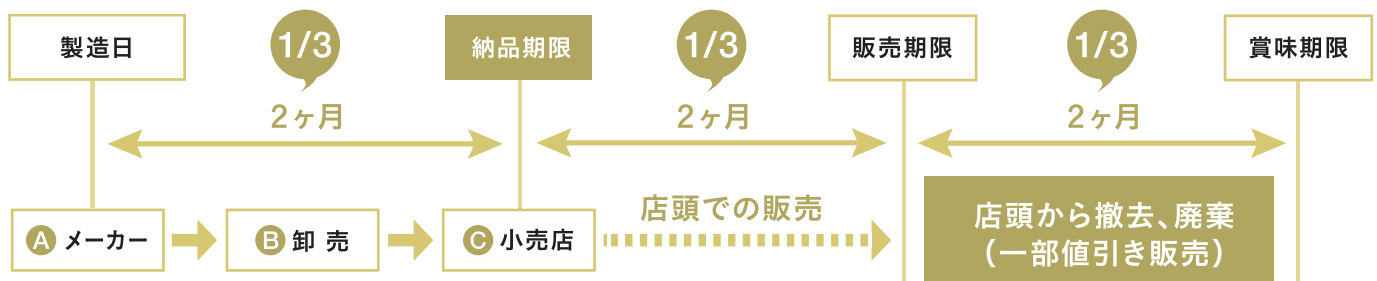 製造日
1/3
納品期限
1/3
販売期限
1/3
賞味期限
2ヶ月
2ヶ月
2ヶ月
A メーカー
B 卸 売
C 小売店
店頭での販売
店頭から撤去、廃棄
（一部値引き販売）